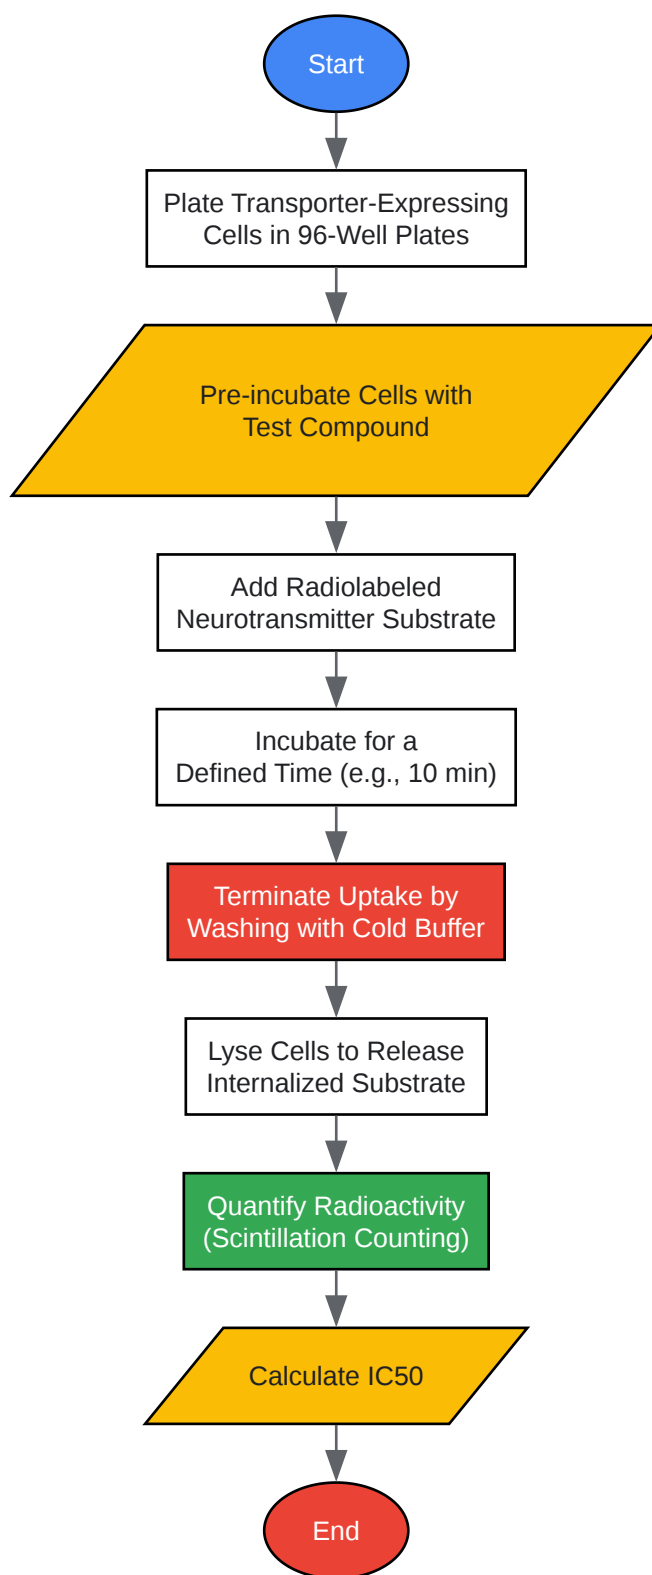 Start
Plate Transporter-Expressing
Cells in 96-Well Plates
Pre-incubate Cells with
Test Compound
Add Radiolabeled
Neurotransmitter Substrate
Incubate for a
Defined Time (e.g., 10 min)
Terminate Uptake by
Washing with Cold Buffer
Lyse Cells to Release
Internalized Substrate
Quantify Radioactivity
(Scintillation Counting)
Calculate IC50
End